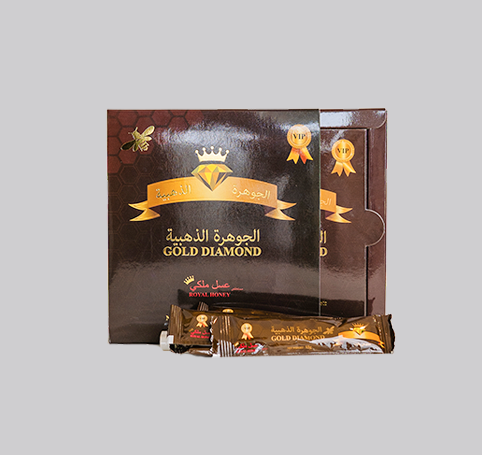 VIP
VIP
الجوهرة الذهبية
الجوهرة الذهبية
GOLD DIAMOND
عسل ملكي
ROYAL HONEY
الجوهرة الذهبية
GOLD DIAMOND